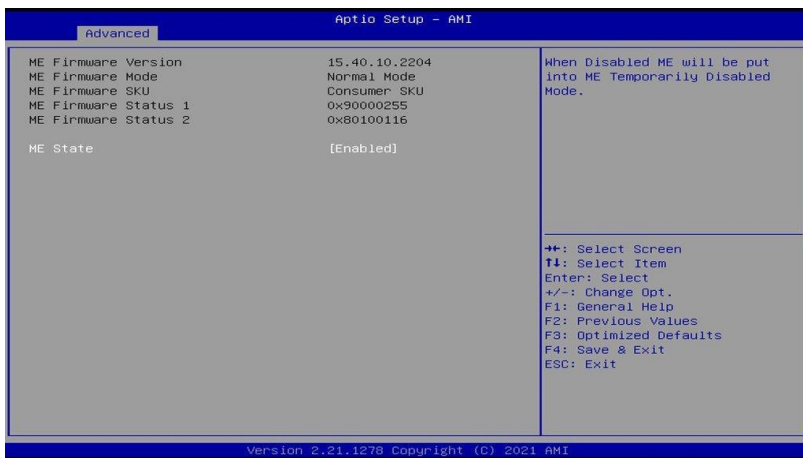 Aptio Setup – AMI
Advanced
ME Firmware Version 15.40.10.2204
ME Firmware Mode Normal Mode
ME Firmware SKU Consumer SKU
ME Firmware Status 1 0x90000255
ME Firmware Status 2 0x80100116
ME State [Enabled]
When Disabled ME will be put
into ME Temporarily Disabled
Mode.
→←: Select Screen
↑↓: Select Item
Enter: Select
+/-: Change Opt.
F1: General Help
F2: Previous Values
F3: Optimized Defaults
F4: Save & Exit
ESC: Exit
Version 2.21.1278 Copyright (C) 2021 AMI